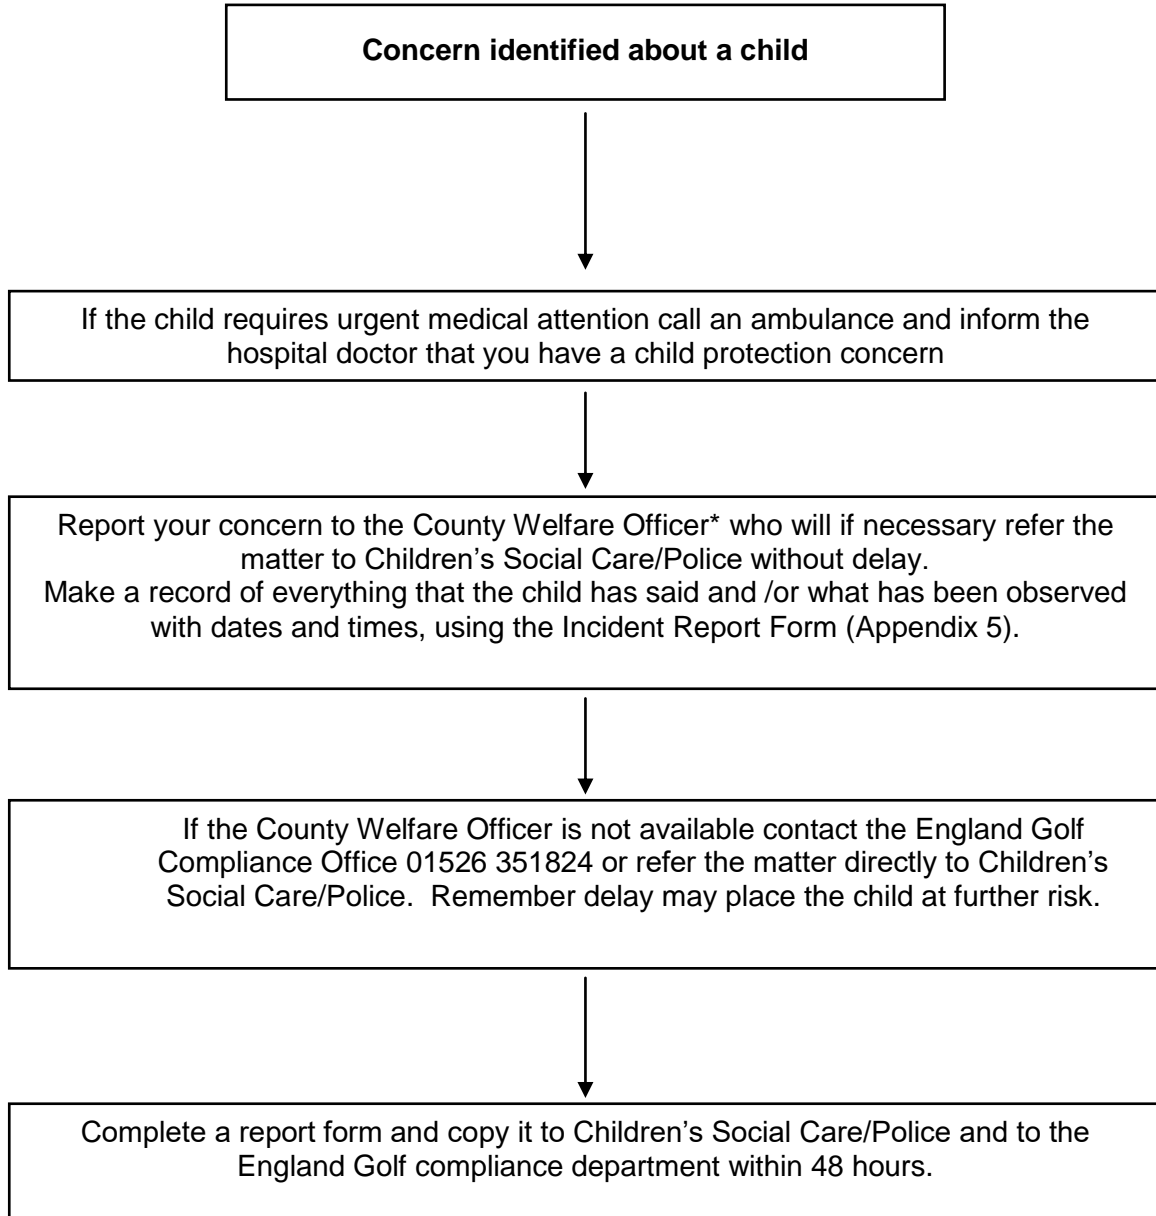 Concern identified about a child
If the child requires urgent medical attention call an ambulance and inform the
hospital doctor that you have a child protection concern
Report your concern to the County Welfare Officer* who will if necessary refer the
matter to Children’s Social Care/Police without delay.
Make a record of everything that the child has said and /or what has been observed
with dates and times, using the Incident Report Form (Appendix 5).
If the County Welfare Officer is not available contact the England Golf
Compliance Office 01526 351824 or refer the matter directly to Children’s
Social Care/Police.  Remember delay may place the child at further risk.
Complete a report form and copy it to Children’s Social Care/Police and to the
England Golf compliance department within 48 hours.